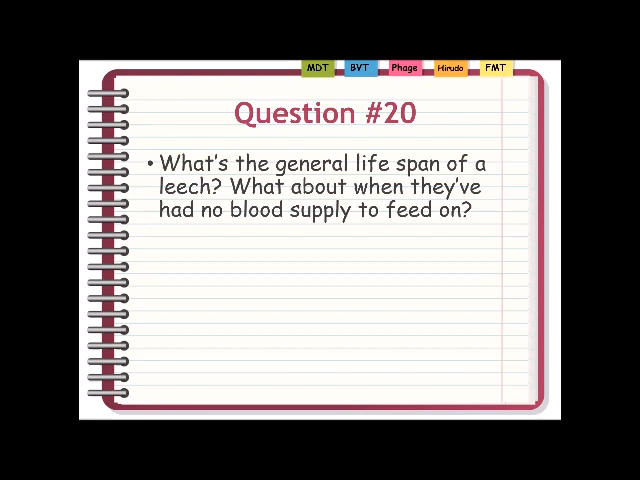 MDT BVT Phage Hirudo FMT
Question #20
• What's the general life span of a
leech? What about when they've
had no blood supply to feed on?